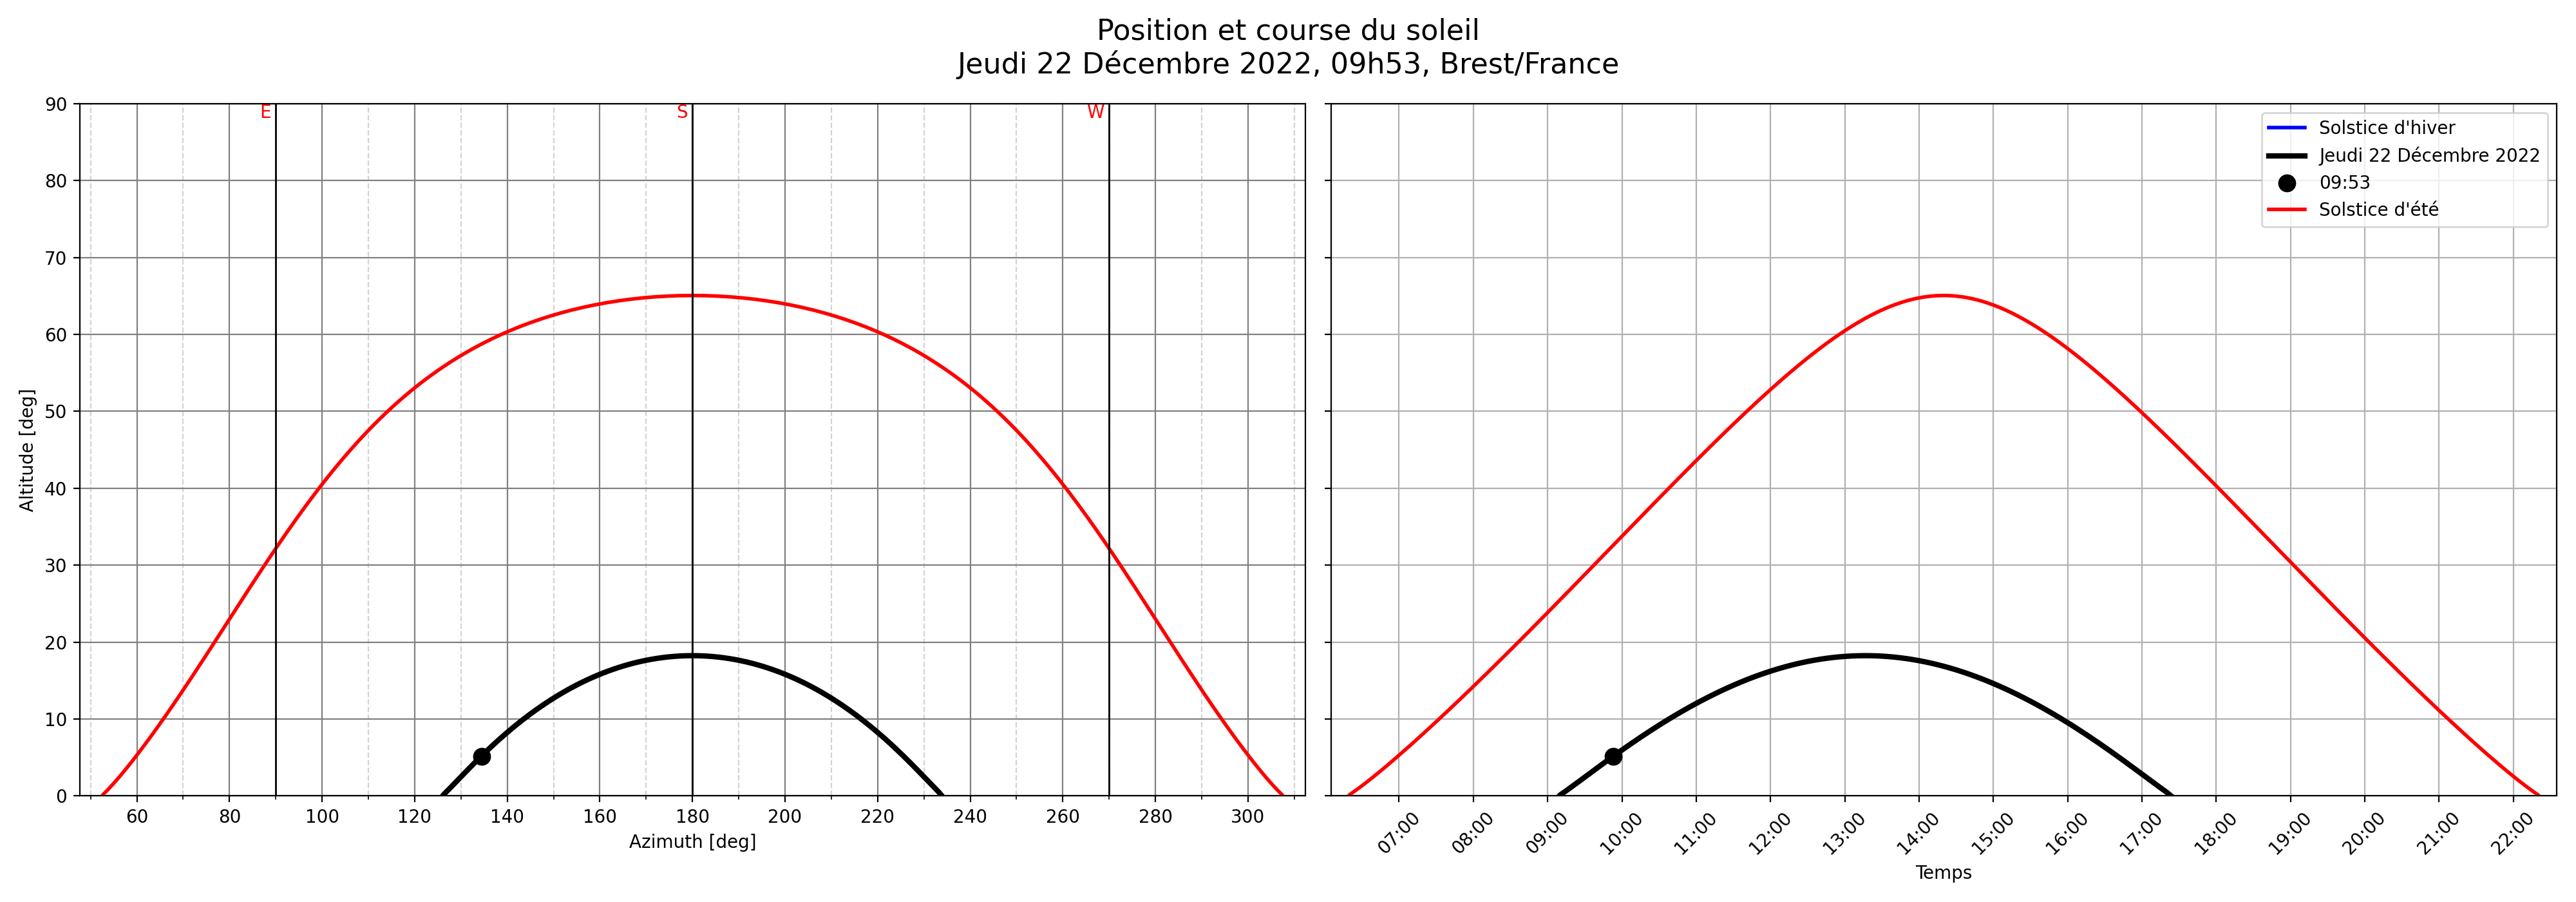 Position et course du soleil
Jeudi 22 Décembre 2022, 09h53, Brest/France
E
S
W
90
80
70
60
50
40
30
20
10
0
Altitude [deg]
60 80 100 120 140 160 180 200 220 240 260 280 300
Azimuth [deg]
Solstice d'hiver
Jeudi 22 Décembre 2022
09:53
Solstice d'été
07:00 08:00 09:00 10:00 11:00 12:00 13:00 14:00 15:00 16:00 17:00 18:00 19:00 20:00 21:00 22:00
Temps